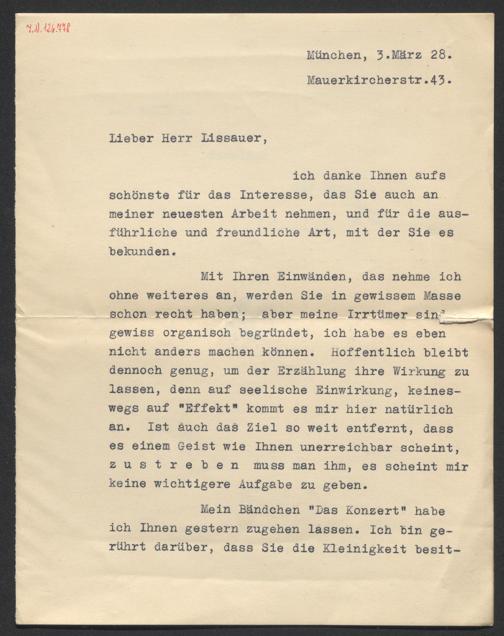 I.N. 126.778
München, 3.März 28.
Mauerkircherstr.43.
Lieber Herr Lissauer,
ich danke Ihnen aufs
schönste für das Interesse, das Sie auch an
meiner neuesten Arbeit nehmen, und für die aus-
führliche und freundliche Art, mit der Sie es
bekunden.
Mit Ihren Einwänden, das nehme ich
ohne weiteres an, werden Sie in gewissem Masse
schon recht haben; aber meine Irrtümer sind
gewiss organisch begründet, ich habe es eben
nicht anders machen können. Hoffentlich bleibt
dennoch genug, um der Erzählung ihre Wirkung zu
lassen, denn auf seelische Einwirkung, keines-
wegs auf "Effekt" kommt es mir hier natürlich
an. Ist auch das Ziel so weit entfernt, dass
es einem Geist wie Ihnen unerreichbar scheint,
z u s t r e b e n muss man ihm, es scheint mir
keine wichtigere Aufgabe zu geben.
Mein Bändchen "Das Konzert" habe
ich Ihnen gestern zugehen lassen. Ich bin ge-
rührt darüber, dass Sie die Kleinigkeit besit-